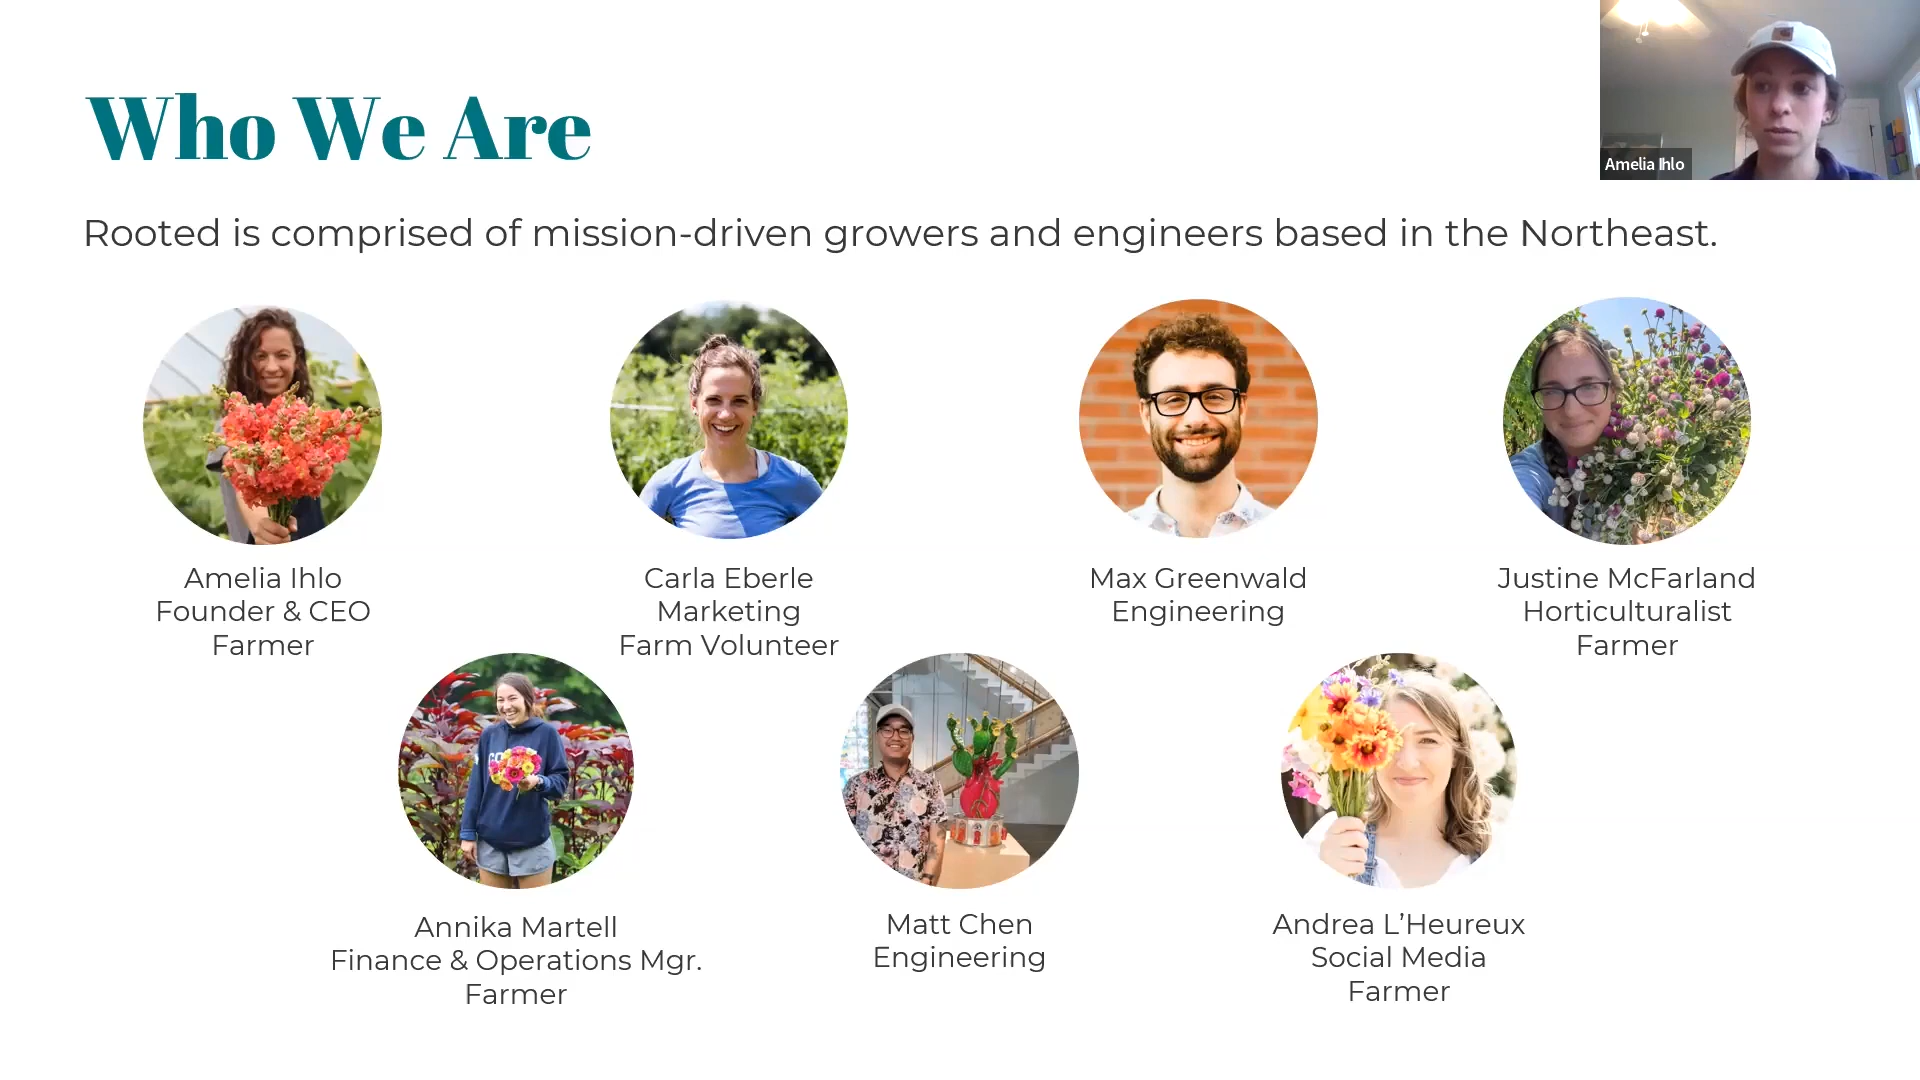 Who We Are
Amelia Ihlo
Rooted is comprised of mission-driven growers and engineers based in the Northeast.
Amelia Ihlo
Founder & CEO
Farmer
Carla Eberle
Marketing
Farm Volunteer
Max Greenwald
Engineering
Justine McFarland
Horticulturalist
Farmer
Annika Martell
Finance & Operations Mgr.
Farmer
Matt Chen
Engineering
Andrea L’Heureux
Social Media
Farmer